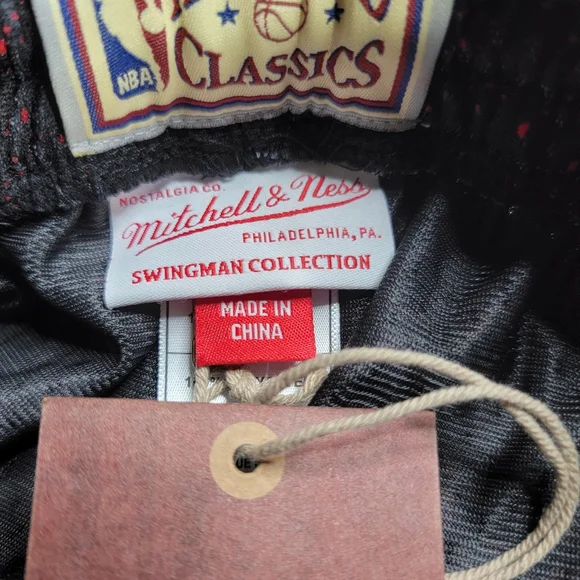 NBA
CLASSICS
NOSTALGIA CO.
Mitchell & Ness
PHILADELPHIA, PA.
SWINGMAN COLLECTION
MADE IN
CHINA